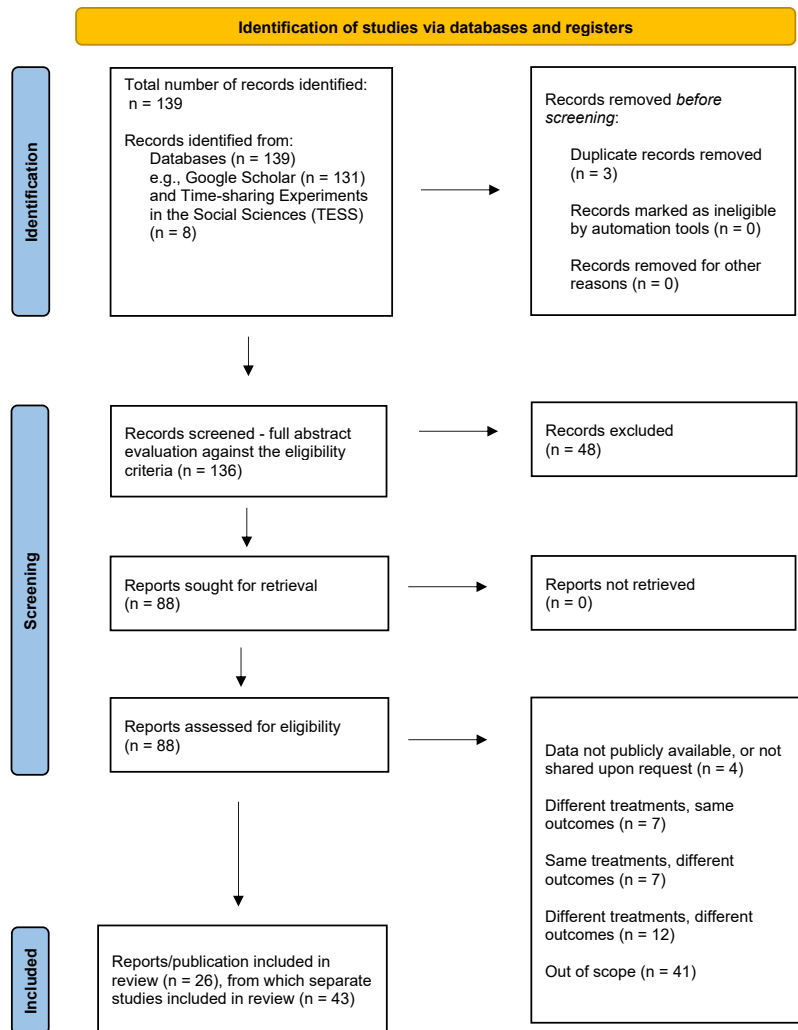 Identification of studies via databases and registers
Identification
Total number of records identified:
n = 139
Records identified from:
Databases (n = 139)
e.g., Google Scholar (n = 131)
and Time-sharing Experiments
in the Social Sciences (TESS)
(n = 8)
Records removed before
screening:
Duplicate records removed
(n = 3)
Records marked as ineligible
by automation tools (n = 0)
Records removed for other
reasons (n = 0)
Screening
Records screened - full abstract
evaluation against the eligibility
criteria (n = 136)
Records excluded
(n = 48)
Reports sought for retrieval
(n = 88)
Reports not retrieved
(n = 0)
Reports assessed for eligibility
(n = 88)
Data not publicly available, or not
shared upon request (n = 4)
Different treatments, same
outcomes (n = 7)
Same treatments, different
outcomes (n = 7)
Different treatments, different
outcomes (n = 12)
Out of scope (n = 41)
Included
Reports/publication included in
review (n = 26), from which separate
studies included in review (n = 43)